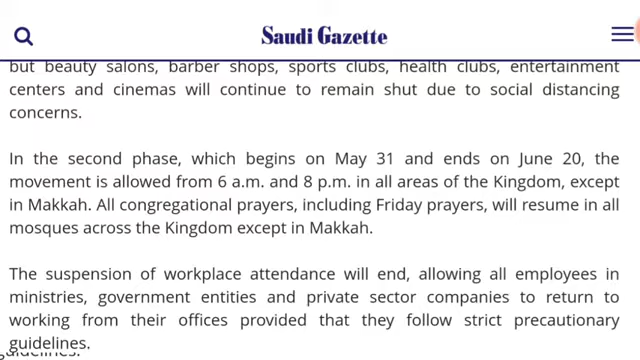 Saudi Gazette
but beauty salons, barber shops, sports clubs, health clubs, entertainment
centers and cinemas will continue to remain shut due to social distancing
concerns.
In the second phase, which begins on May 31 and ends on June 20, the
movement is allowed from 6 a.m. and 8 p.m. in all areas of the Kingdom, except
in Makkah. All congregational prayers, including Friday prayers, will resume in all
mosques across the Kingdom except in Makkah.
The suspension of workplace attendance will end, allowing all employees in
ministries, government entities and private sector companies to return to
working from their offices provided that they follow strict precautionary
guidelines.
guidelines.